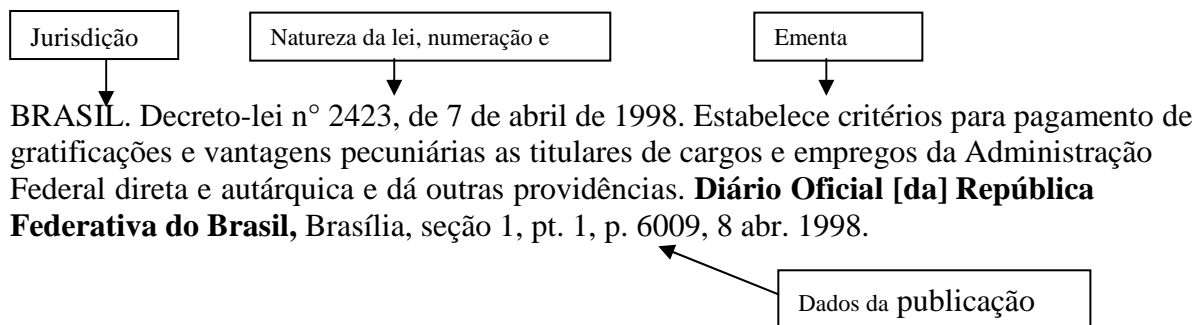 Jurisdição
Natureza da lei, numeração e
Ementa
BRASIL. Decreto-lei n° 2423, de 7 de abril de 1998. Estabelece critérios para pagamento de
gratificações e vantagens pecuniárias as titulares de cargos e empregos da Administração
Federal direta e autárquica e dá outras providências. Diário Oficial [da] República
Federativa do Brasil, Brasília, seção 1, pt. 1, p. 6009, 8 abr. 1998.
Dados da publicação